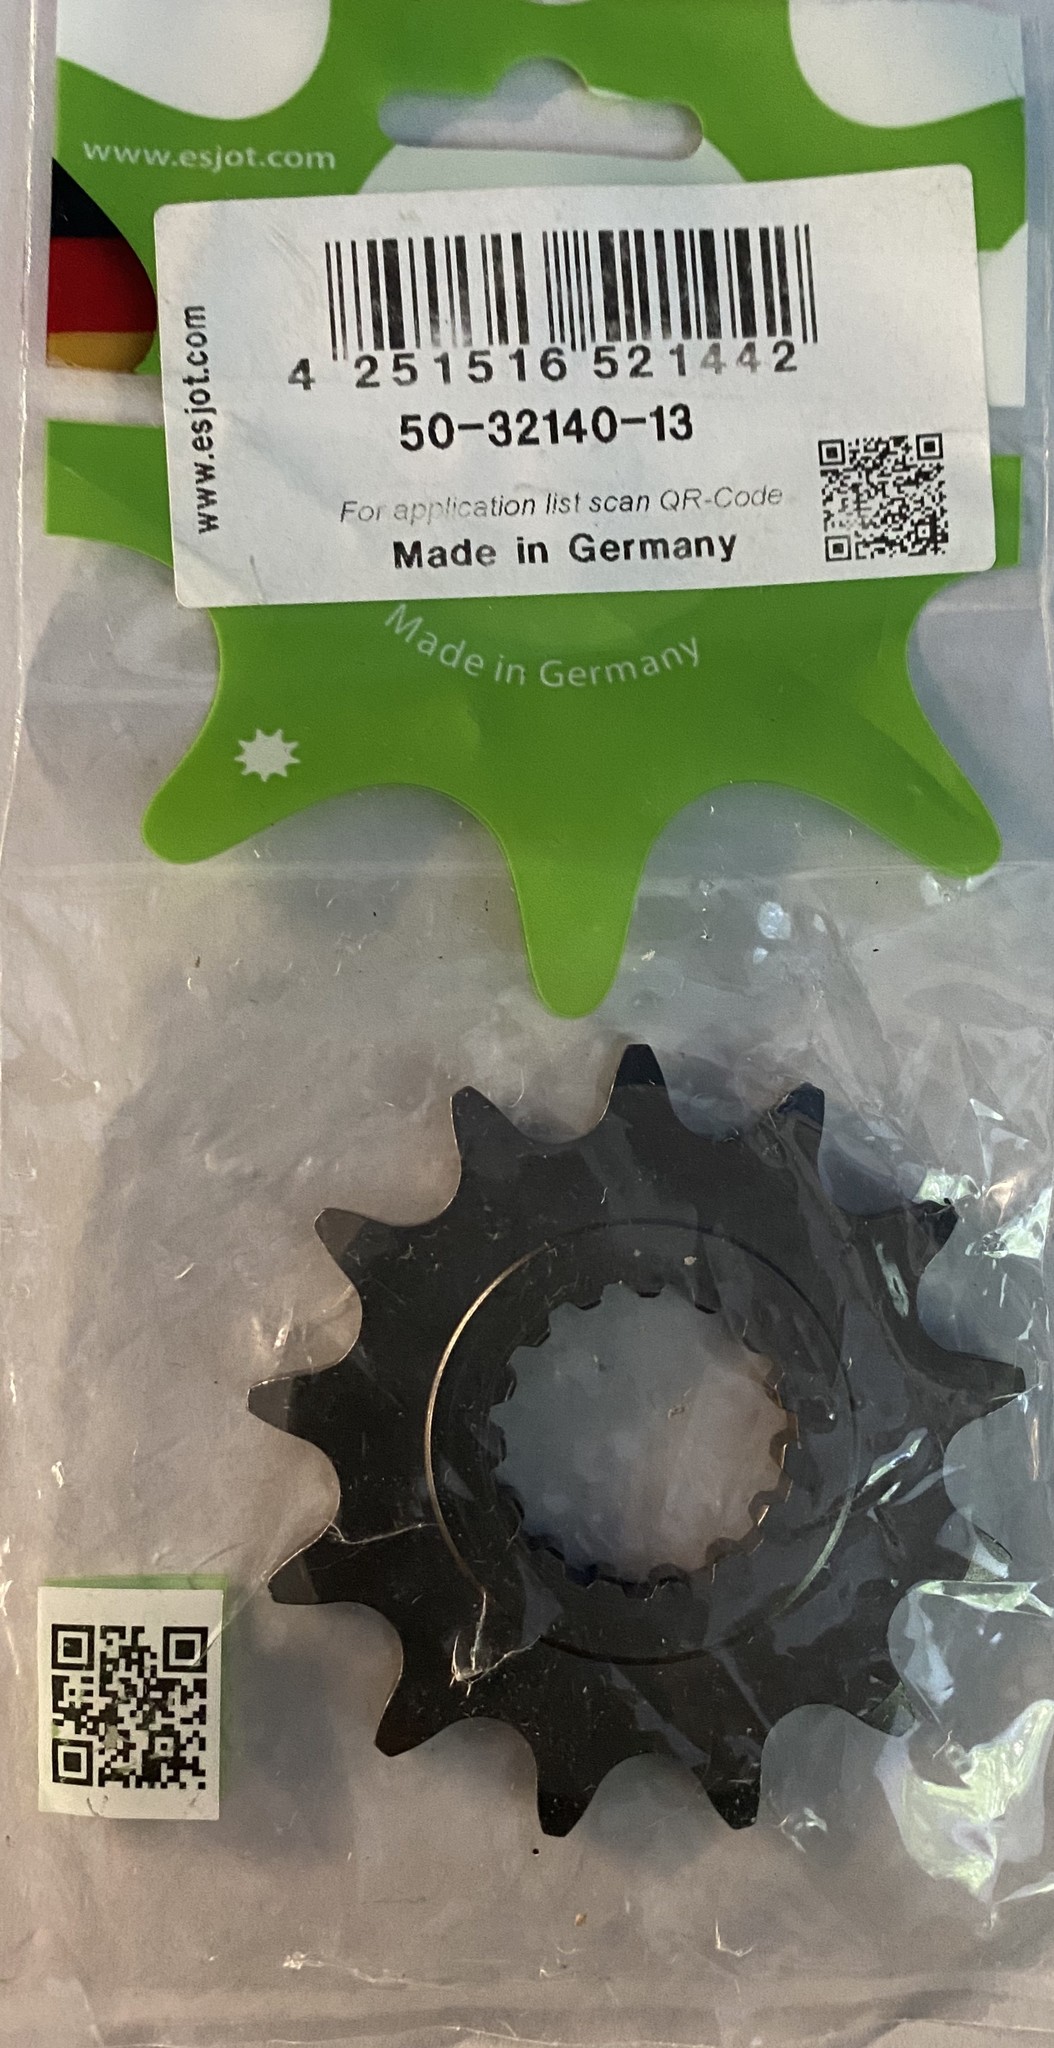 www.esjot.com
www.esjot.com
4 251516 521442
50-32140-13
For application list scan QR-Code
Made in Germany
Made in Germany